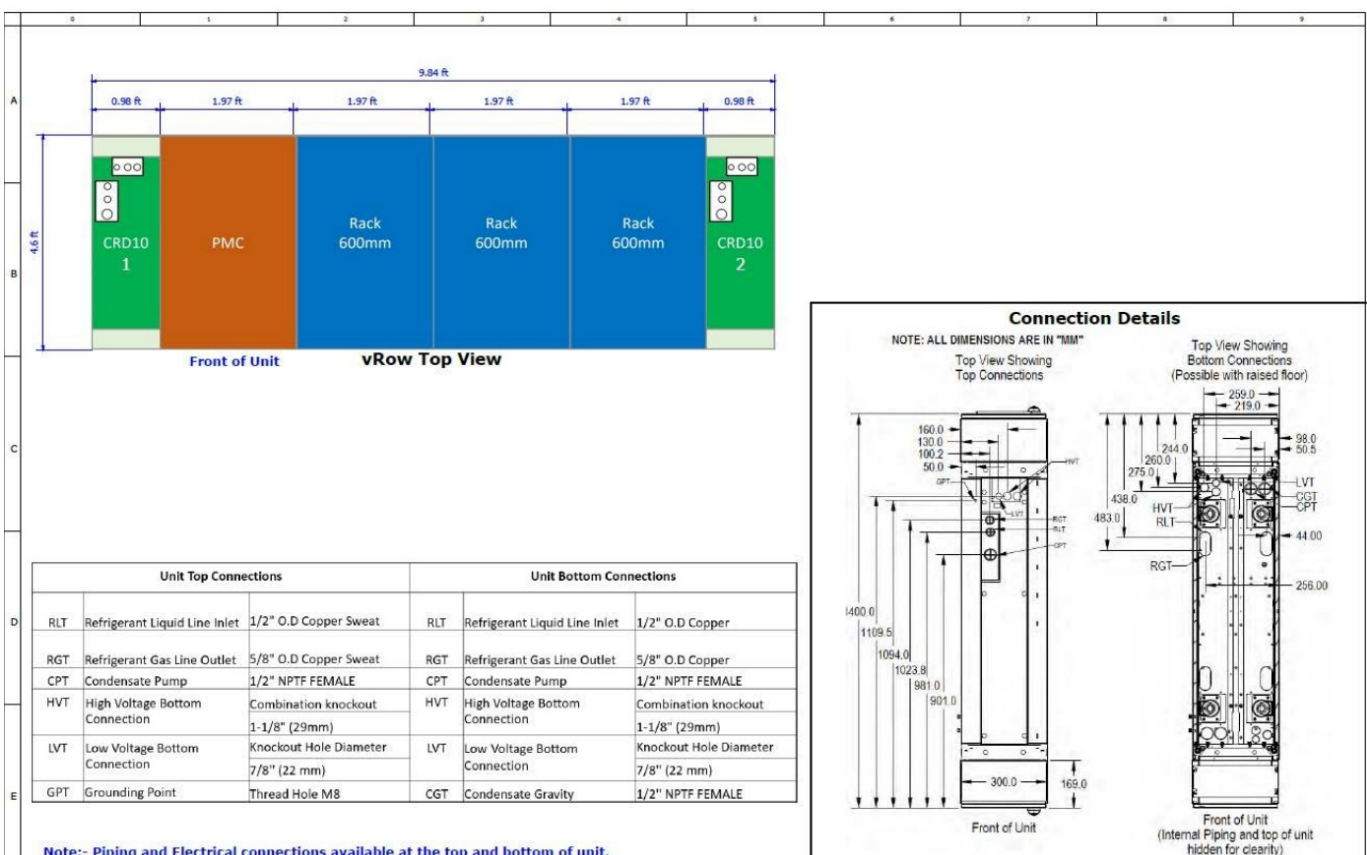 0 1 2 3 4 5 6 7 8 9
A
B
C
D
E
9.84 ft
0.98 ft 1.97 ft 1.97 ft 1.97 ft 1.97 ft 0.98 ft
4.6 ft
CRD10
1
PMC
Rack
600mm
Rack
600mm
Rack
600mm
CRD10
2
Front of Unit
vRow Top View
Connection Details
NOTE: ALL DIMENSIONS ARE IN "MM"
Top View Showing
Top Connections
160.0
130.0
100.2
50.0
GPT
HVT
LVT
RGT
RLT
CPT
1109.5
1094.0
1023.8
981.0
901.0
300.0
169.0
Front of Unit
Top View Showing
Bottom Connections
(Possible with raised floor)
259.0
219.0
98.0
50.5
244.0
260.0
275.0
438.0
483.0
LVT
CGT
CPT
HVT
RLT
44.00
RGT
256.00
Front of Unit
(Internal Piping and top of unit
hidden for clearity)
Unit Top Connections Unit Bottom Connections
RLT Refrigerant Liquid Line Inlet 1/2" O.D Copper Sweat RLT Refrigerant Liquid Line Inlet 1/2" O.D Copper
RGT Refrigerant Gas Line Outlet 5/8" O.D Copper Sweat RGT Refrigerant Gas Line Outlet 5/8" O.D Copper
CPT Condensate Pump 1/2" NPTF FEMALE CPT Condensate Pump 1/2" NPTF FEMALE
HVT High Voltage Bottom Combination knockout HVT High Voltage Bottom Combination knockout
Connection 1-1/8" (29mm) Connection 1-1/8" (29mm)
LVT Low Voltage Bottom Knockout Hole Diameter LVT Low Voltage Bottom Knockout Hole Diameter
Connection 7/8" (22 mm) Connection 7/8" (22 mm)
GPT Grounding Point Thread Hole M8 CGT Condensate Gravity 1/2" NPTF FEMALE
Note:- Piping and Electrical connections available at the top and bottom of unit.